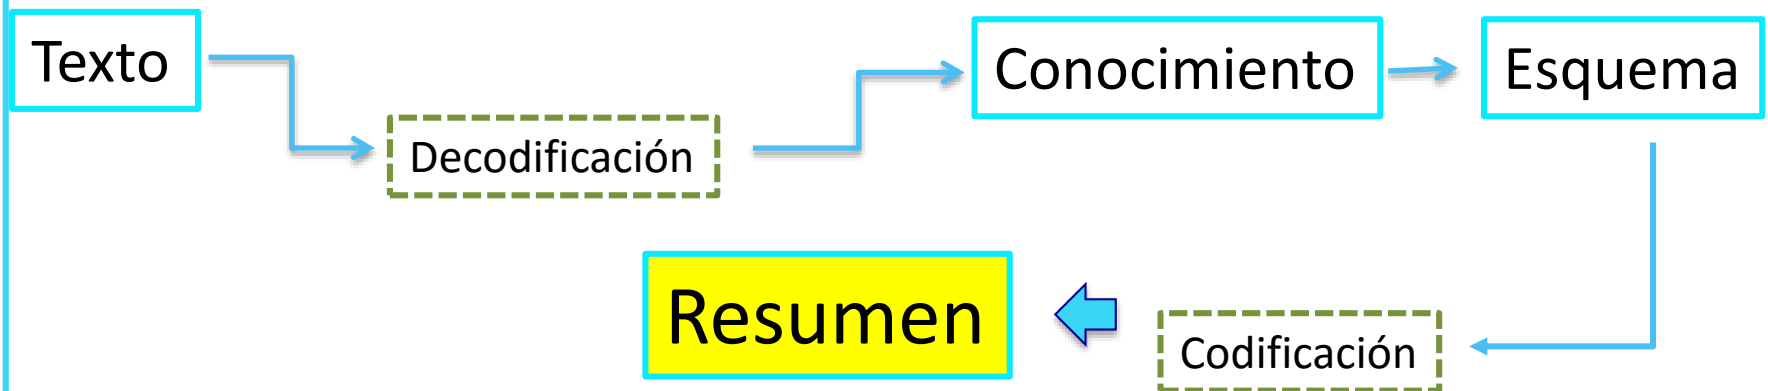 Texto
Decodificación
Conocimiento
Esquema
Codificación
Resumen